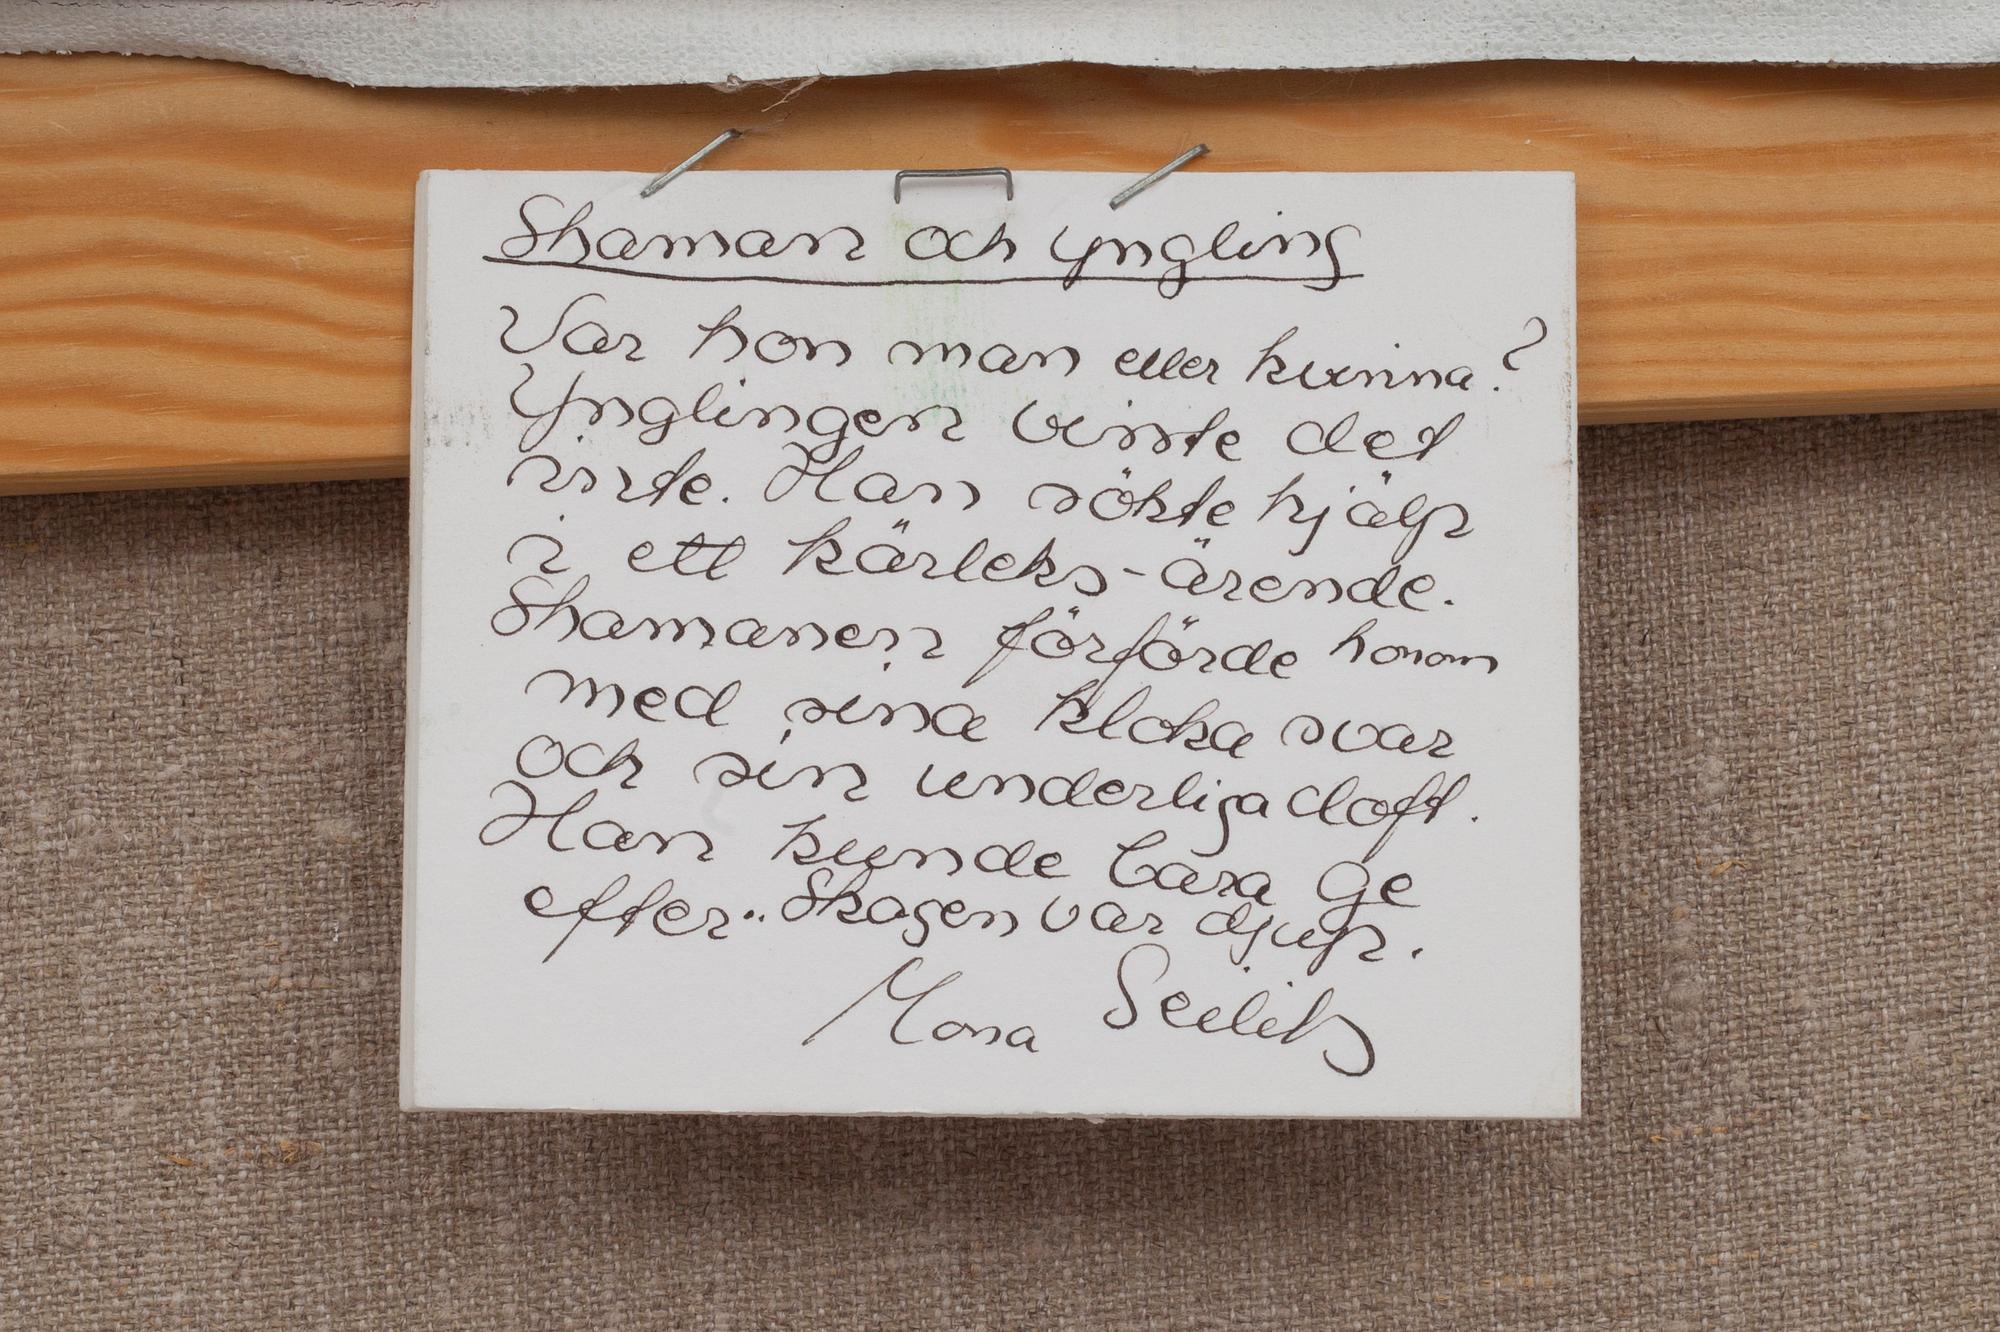 Shaman och yngling
Var hon man eller kvinna?
Ynglingen visste det
inte. Han sökte hjälp
i ett kärleks-ärende.
Shamanen förförde honom
med sina kloka svar
och sin underliga doft.
Han kunde bara ge
efter.. Skogen var djup.
Mona Seilitz